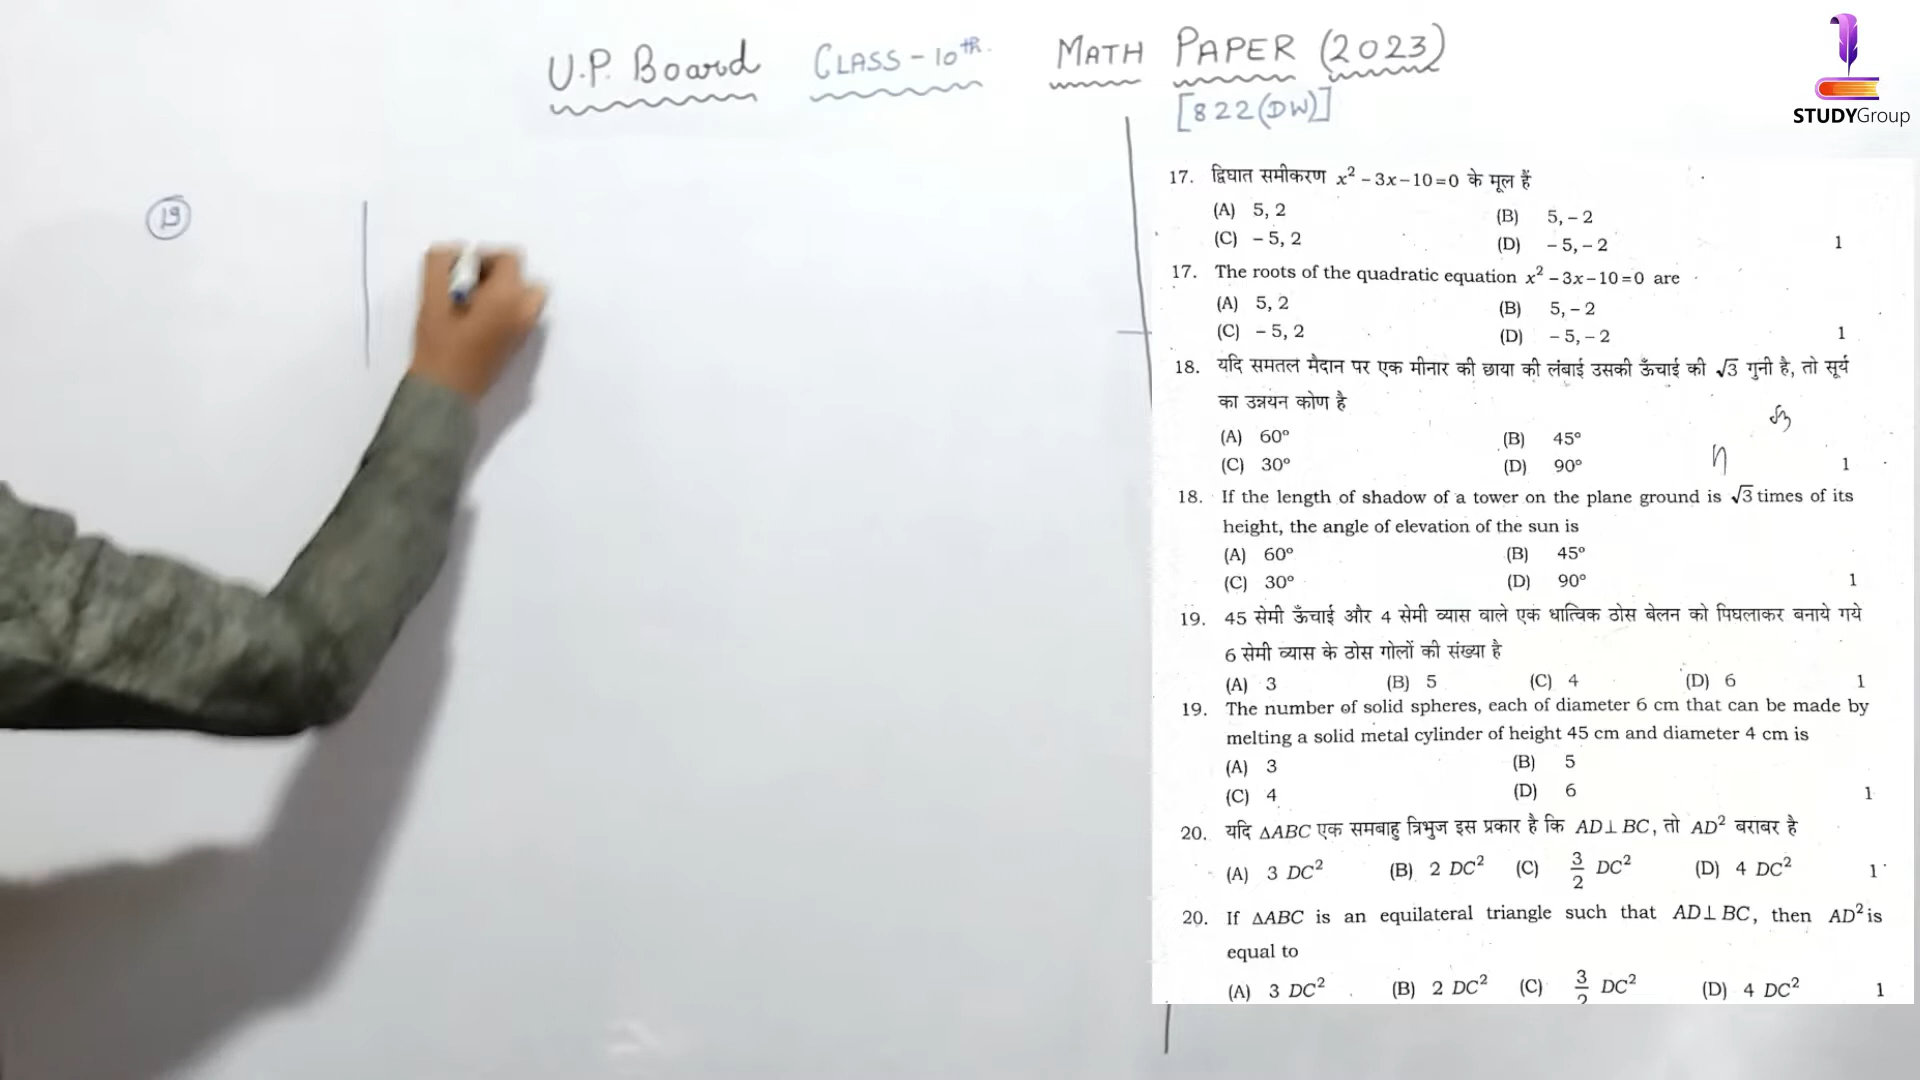 U.P. Board CLASS-10th. MATH PAPER (2023)
[822(DW)]
STUDYGroup
19
17. द्विघात समीकरण x² – 3x – 10 = 0 के मूल हैं
(A) 5, 2 (B) 5, – 2
(C) – 5, 2 (D) – 5, – 2 1
17. The roots of the quadratic equation x² – 3x – 10 = 0 are
(A) 5, 2 (B) 5, – 2
(C) – 5, 2 (D) – 5, – 2 1
18. यदि समतल मैदान पर एक मीनार की छाया की लंबाई उसकी ऊँचाई की √3 गुनी है, तो सूर्य
का उन्नयन कोण है
√3
(A) 60° (B) 45°
(C) 30° (D) 90° 1
18. If the length of shadow of a tower on the plane ground is √3 times of its
height, the angle of elevation of the sun is
(A) 60° (B) 45°
(C) 30° (D) 90° 1
19. 45 सेमी ऊँचाई और 4 सेमी व्यास वाले एक धात्विक ठोस बेलन को पिघलाकर बनाये गये
6 सेमी व्यास के ठोस गोलों की संख्या है
(A) 3 (B) 5 (C) 4 (D) 6 1
19. The number of solid spheres, each of diameter 6 cm that can be made by
melting a solid metal cylinder of height 45 cm and diameter 4 cm is
(A) 3 (B) 5
(C) 4 (D) 6 1
20. यदि ΔABC एक समबाहु त्रिभुज इस प्रकार है कि AD⊥BC, तो AD² बराबर है
(A) 3 DC² (B) 2 DC² (C) 3/2 DC² (D) 4 DC² 1
20. If ΔABC is an equilateral triangle such that AD⊥BC, then AD² is
equal to
(A) 3 DC² (B) 2 DC² (C) 3/2 DC² (D) 4 DC² 1